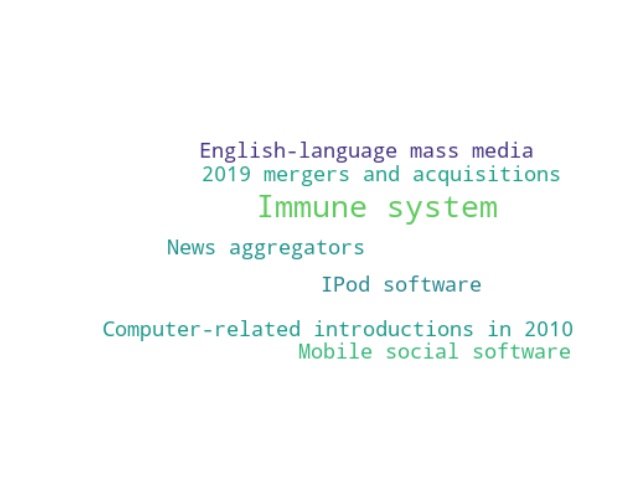 English-language mass media
2019 mergers and acquisitions
Immune system
News aggregators
IPod software
Computer-related introductions in 2010
Mobile social software